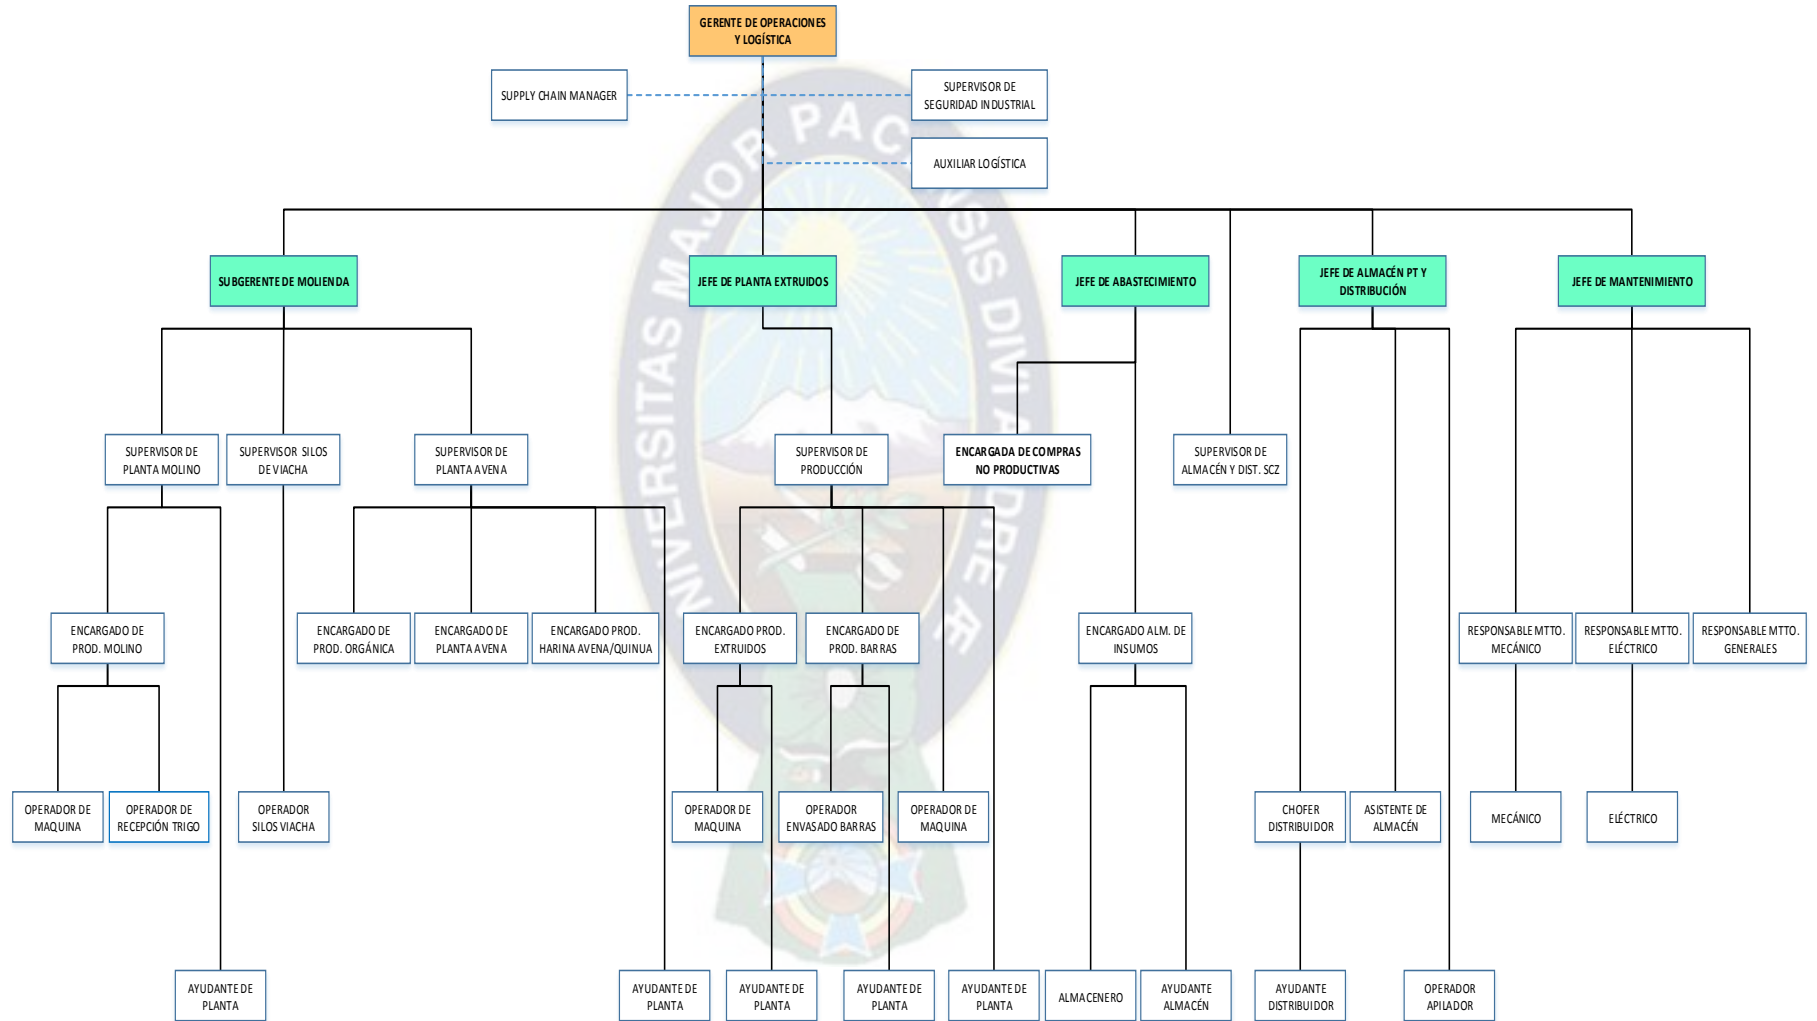 GERENTE DE OPERACIONES
Y LOGÍSTICA
SUPPLY CHAIN MANAGER
SUPERVISOR DE
SEGURIDAD INDUSTRIAL
AUXILIAR LOGÍSTICA
SUBGERENTE DE MOLIENDA
JEFE DE PLANTA EXTRUIDOS
JEFE DE ABASTECIMIENTO
JEFE DE ALMACÉN PT Y
DISTRIBUCIÓN
JEFE DE MANTENIMIENTO
SUPERVISOR DE
PLANTA MOLINO
SUPERVISOR SILOS
DE VIACHA
SUPERVISOR DE
PLANTA AVENA
SUPERVISOR DE
PRODUCCIÓN
ENCARGADA DE COMPRAS
NO PRODUCTIVAS
SUPERVISOR DE
ALMACÉN Y DIST. SCZ
ENCARGADO DE
PROD. MOLINO
ENCARGADO DE
PROD. ORGÁNICA
ENCARGADO DE
PLANTA AVENA
ENCARGADO PROD.
HARINA AVENA/QUINUA
ENCARGADO PROD.
EXTRUIDOS
ENCARGADO DE
PROD. BARRAS
ENCARGADO ALM. DE
INSUMOS
RESPONSABLE MTTO.
MECÁNICO
RESPONSABLE MTTO.
ELÉCTRICO
RESPONSABLE MTTO.
GENERALES
OPERADOR DE
MAQUINA
OPERADOR DE
RECEPCIÓN TRIGO
OPERADOR
SILOS VIACHA
OPERADOR DE
MAQUINA
OPERADOR
ENVASADO BARRAS
OPERADOR DE
MAQUINA
CHOFER
DISTRIBUIDOR
ASISTENTE DE
ALMACÉN
MECÁNICO
ELÉCTRICO
AYUDANTE DE
PLANTA
AYUDANTE DE
PLANTA
AYUDANTE DE
PLANTA
AYUDANTE DE
PLANTA
AYUDANTE DE
PLANTA
ALMACENERO
AYUDANTE
ALMACÉN
AYUDANTE
DISTRIBUIDOR
OPERADOR
APILADOR
UNIVERSITAS MAJOR PACENSIS DIVI ANDRE Æ